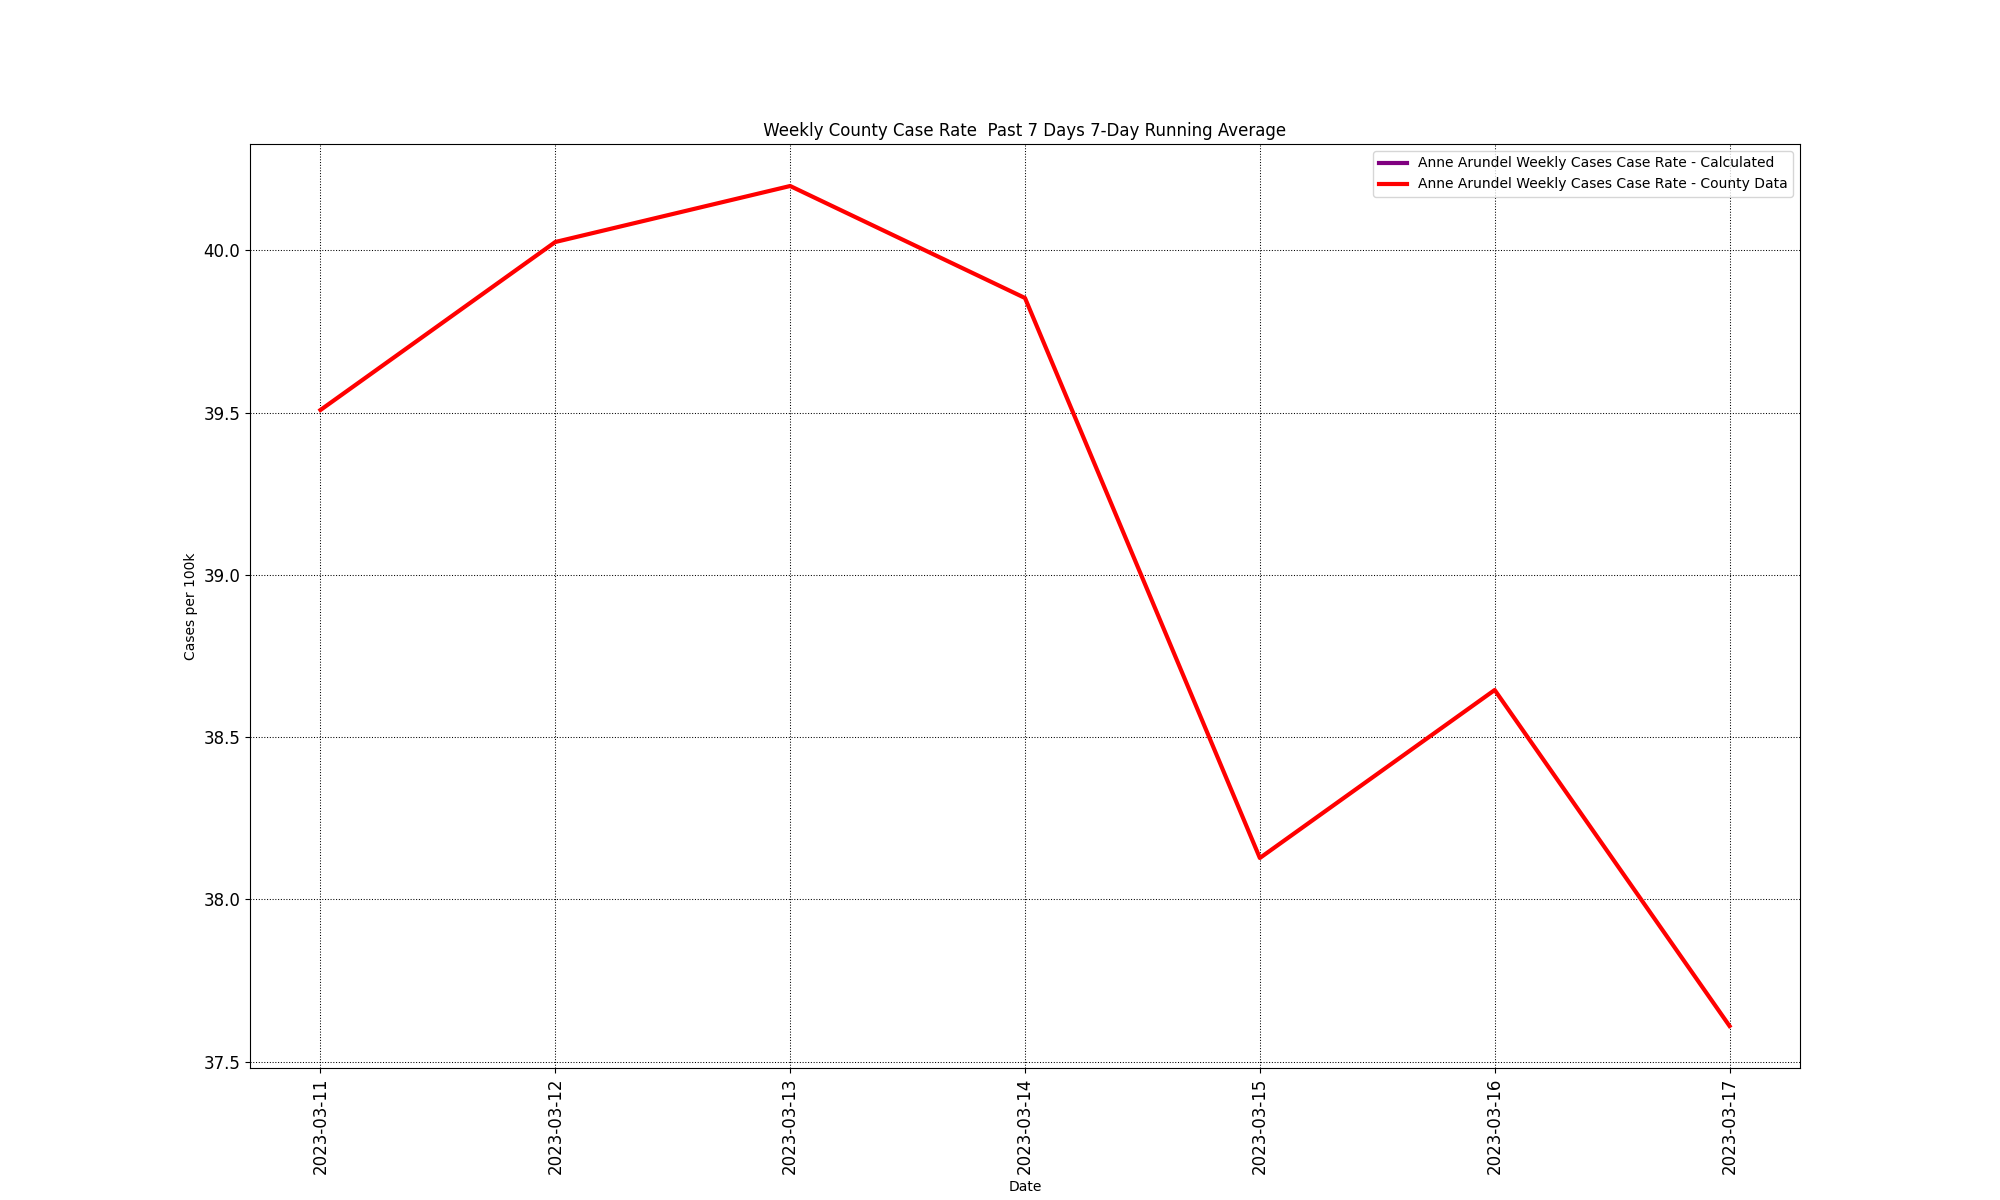 Weekly County Case Rate  Past 7 Days 7-Day Running Average
Anne Arundel Weekly Cases Case Rate - Calculated
Anne Arundel Weekly Cases Case Rate - County Data
Cases per 100k
40.0
39.5
39.0
38.5
38.0
37.5
2023-03-11
2023-03-12
2023-03-13
2023-03-14
2023-03-15
2023-03-16
2023-03-17
Date